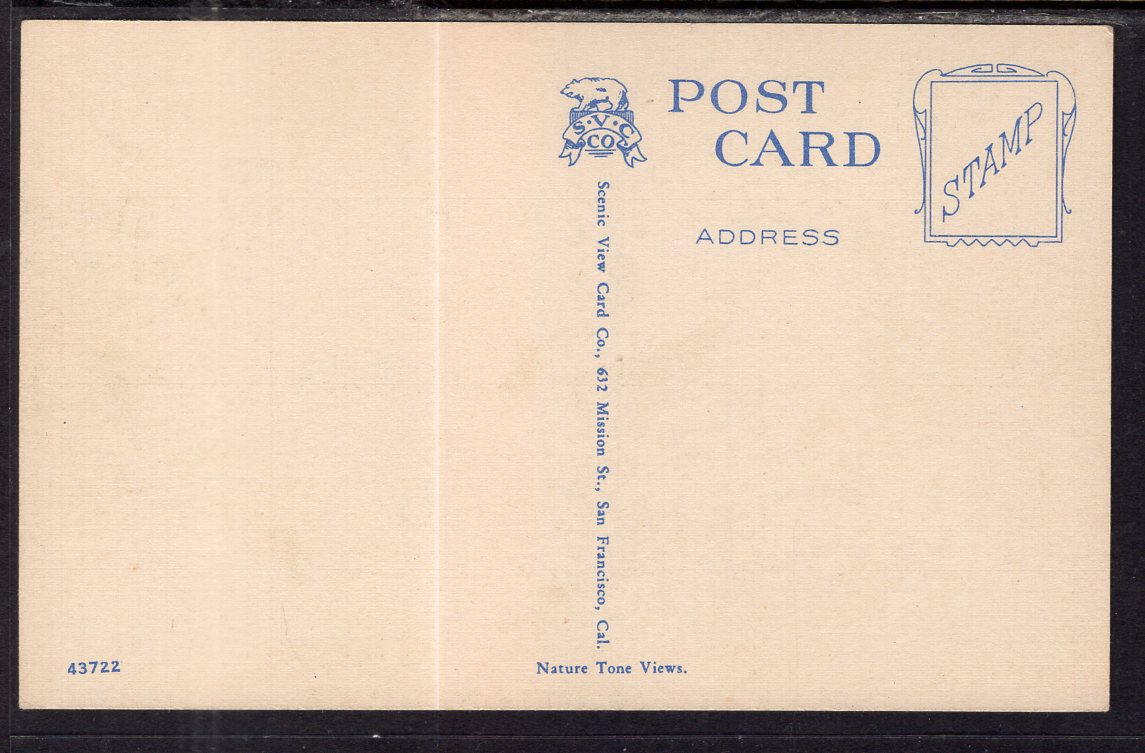 S·V·C
CO
POST
CARD
STAMP
ADDRESS
Scenic View Card Co., 632 Mission St., San Francisco, Cal.
43722
Nature Tone Views.